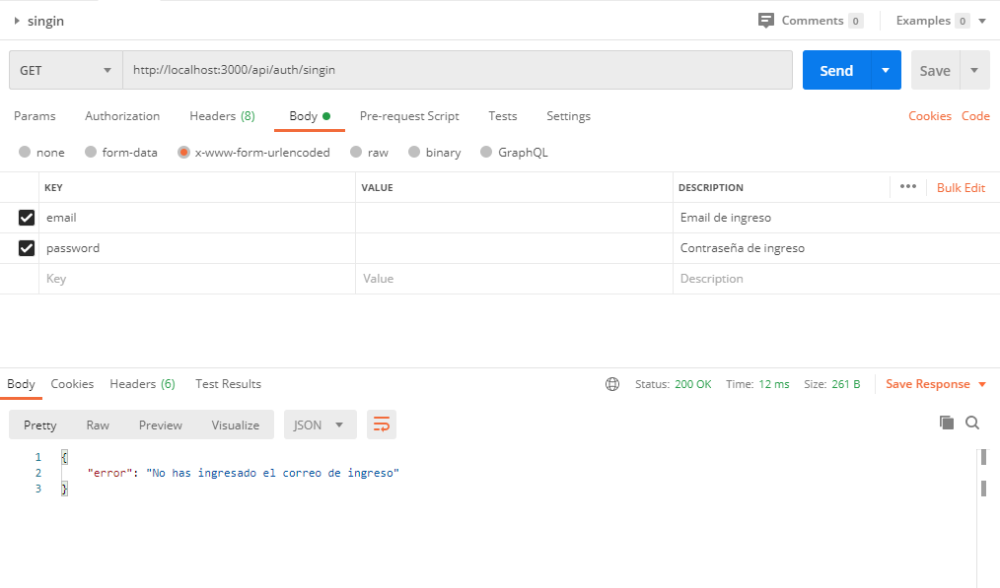 singin Comments 0 Examples 0
GET http://localhost:3000/api/auth/singin Send Save
Params Authorization Headers (8) Body Pre-request Script Tests Settings Cookies Code
none form-data x-www-form-urlencoded raw binary GraphQL
KEY VALUE DESCRIPTION ••• Bulk Edit
email Email de ingreso
password Contraseña de ingreso
Key Value Description
Body Cookies Headers (6) Test Results Status: 200 OK Time: 12 ms Size: 261 B Save Response
Pretty Raw Preview Visualize JSON
1 {
2 "error": "No has ingresado el correo de ingreso"
3 }